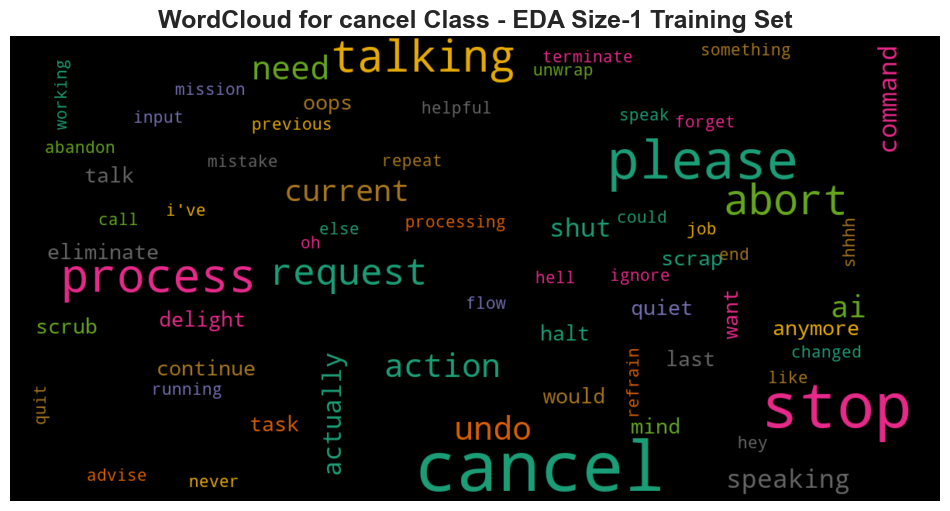 WordCloud for cancel Class - EDA Size-1 Training Set
talking
need
something
terminate
unwrap
command
working
mission
oops
helpful
input
previous
speak
forget
abandon
mistake
repeat
please
talk
current
abort
i've
call
else
processing
could
shut
job
shhhh
oh
eliminate
scrap
end
process
request
hell
ignore
flow
quiet
want
ai
scrub
delight
halt
anymore
last
changed
continue
action
refrain
like
running
would
quit
actually
stop
task
undo
mind
hey
cancel
advise
never
speaking